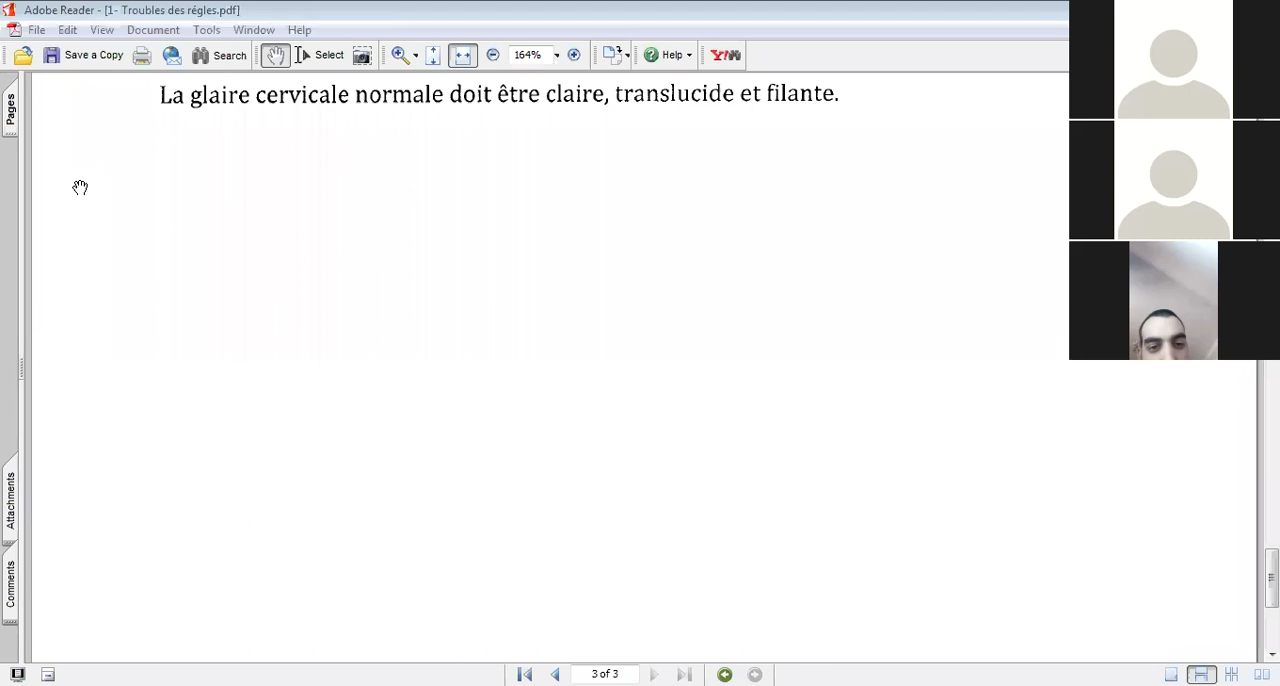 Adobe Reader - [1- Troubles des régles.pdf]
File Edit View Document Tools Window Help
Save a Copy Search Select 164% Help Y!
Pages
La glaire cervicale normale doit être claire, translucide et filante.
Attachments
Comments
3 of 3